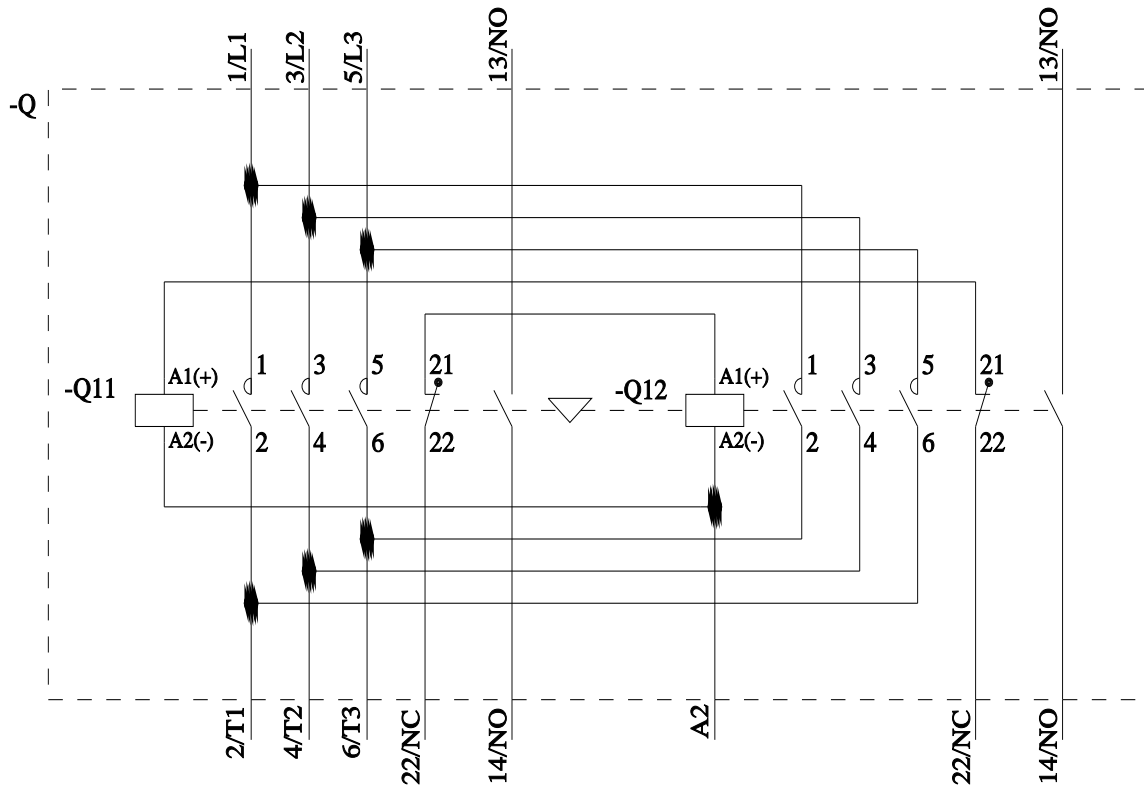 1/L1
3/L2
5/L3
13/NO
13/NO
-Q
1
3
5
21
1
3
5
21
-Q11
A1(+)
-Q12
A1(+)
A2(-)
2
4
6
22
A2(-)
2
4
6
22
2/T1
4/T2
6/T3
22/NC
14/NO
A2
22/NC
14/NO